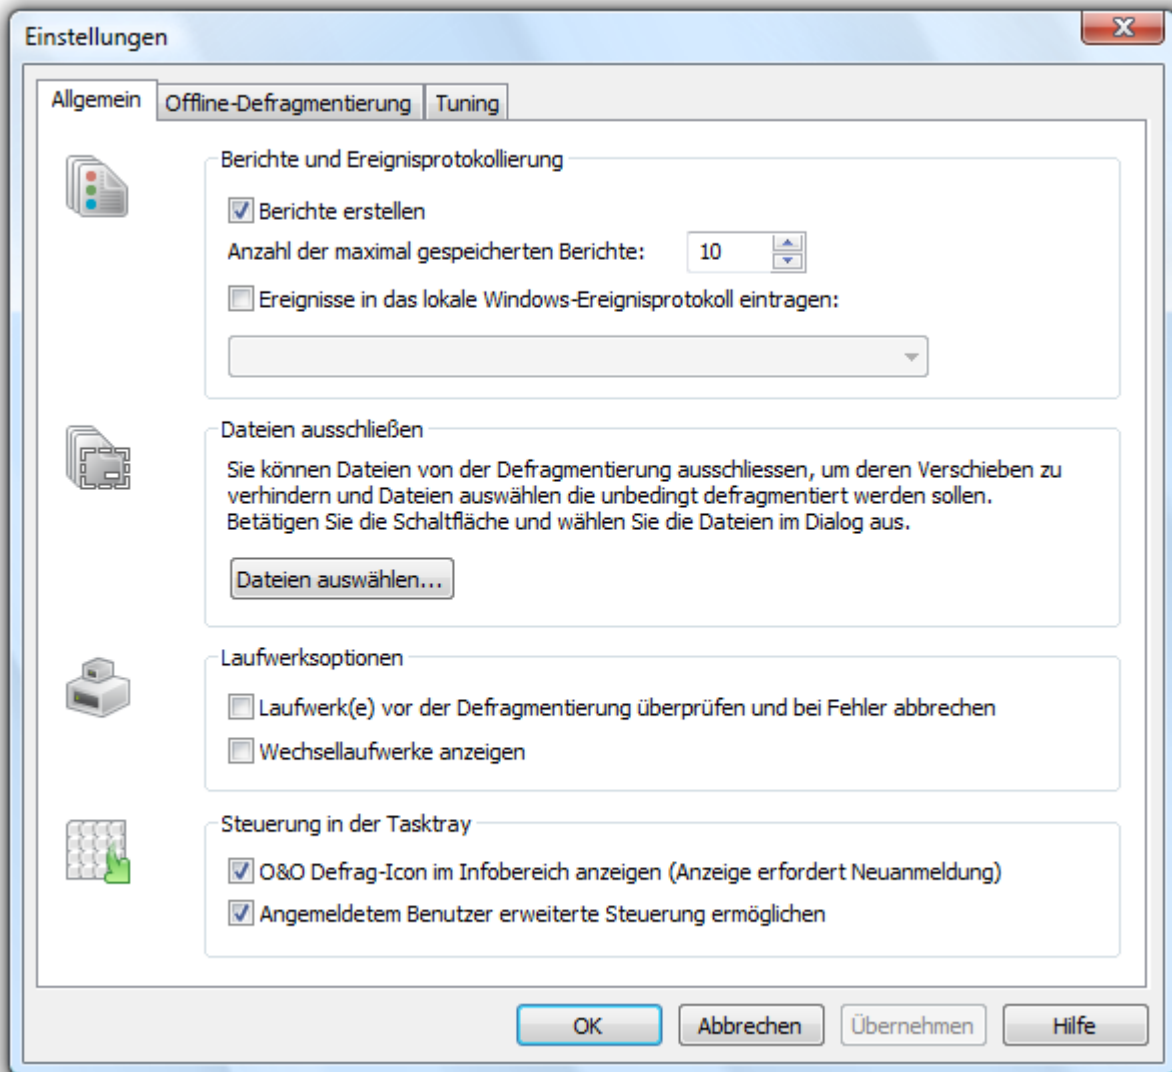 Einstellungen
Allgemein
Offline-Defragmentierung
Tuning
Berichte und Ereignisprotokollierung
Berichte erstellen
Anzahl der maximal gespeicherten Berichte: 10
Ereignisse in das lokale Windows-Ereignisprotokoll eintragen:
Dateien ausschließen
Sie können Dateien von der Defragmentierung ausschliessen, um deren Verschieben zu
verhindern und Dateien auswählen die unbedingt defragmentiert werden sollen.
Betätigen Sie die Schaltfläche und wählen Sie die Dateien im Dialog aus.
Dateien auswählen...
Laufwerksoptionen
Laufwerk(e) vor der Defragmentierung überprüfen und bei Fehler abbrechen
Wechsellaufwerke anzeigen
Steuerung in der Tasktray
O&O Defrag-Icon im Infobereich anzeigen (Anzeige erfordert Neuanmeldung)
Angemeldetem Benutzer erweiterte Steuerung ermöglichen
OK
Abbrechen
Übernehmen
Hilfe